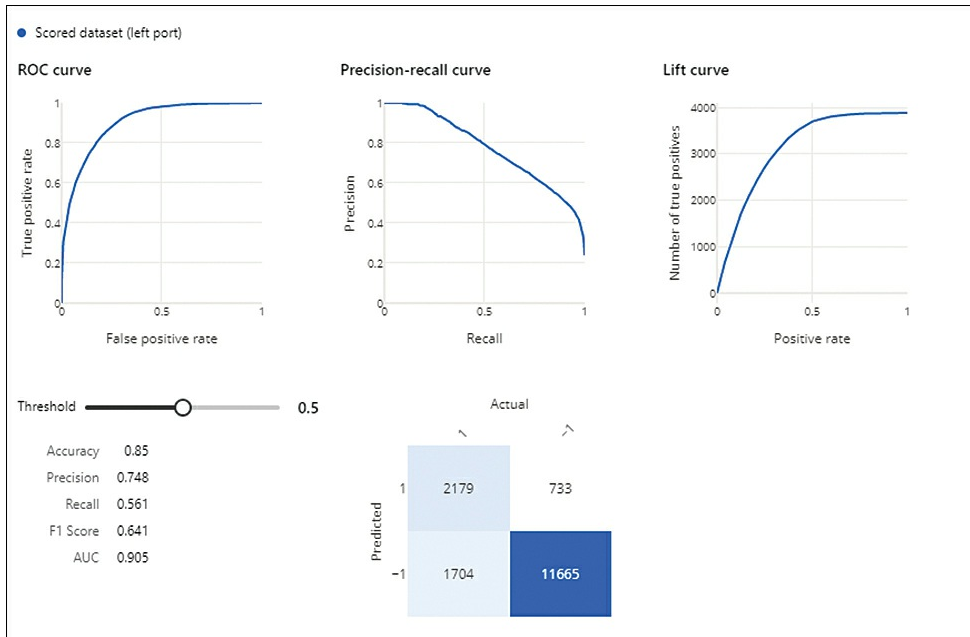 Scored dataset (left port)
ROC curve
True positive rate
1
0.8
0.6
0.4
0.2
0
0
0.5
1
False positive rate
Precision-recall curve
Precision
1
0.8
0.6
0.4
0.2
0
0
0.5
1
Recall
Lift curve
Number of true positives
4000
3000
2000
1000
0
0
0.5
1
Positive rate
Threshold 0.5
Accuracy 0.85
Precision 0.748
Recall 0.561
F1 Score 0.641
AUC 0.905
Actual
1 −1
Predicted
1 2179 733
−1 1704 11665